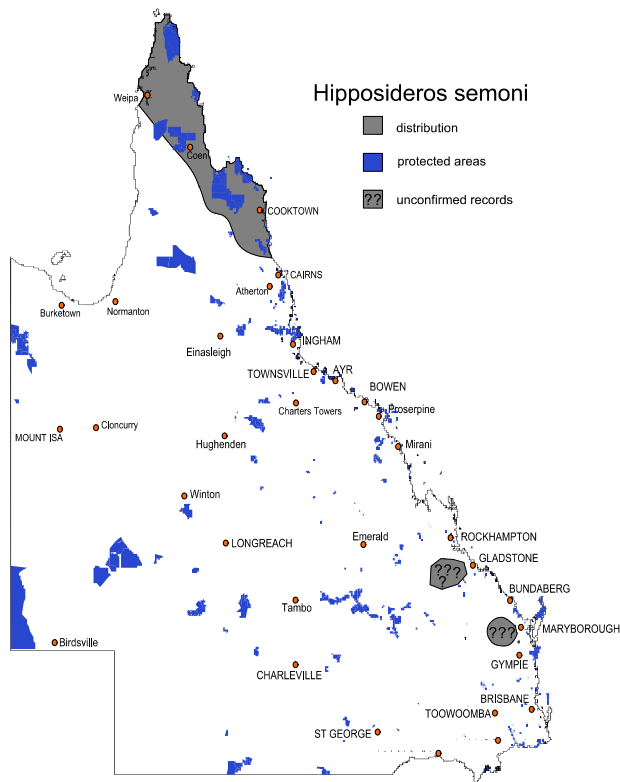 Hipposideros semoni
distribution
protected areas
?? unconfirmed records
Weipa
Coen
COOKTOWN
CAIRNS
Atherton
Burketown
Normanton
Einasleigh
INGHAM
TOWNSVILLE
AYR
BOWEN
Charters Towers
Proserpine
MOUNT ISA
Cloncurry
Hughenden
Mirani
Winton
LONGREACH
Emerald
ROCKHAMPTON
GLADSTONE
???
?
Tambo
BUNDABERG
???
MARYBOROUGH
Birdsville
GYMPIE
CHARLEVILLE
BRISBANE
TOOWOOMBA
ST GEORGE